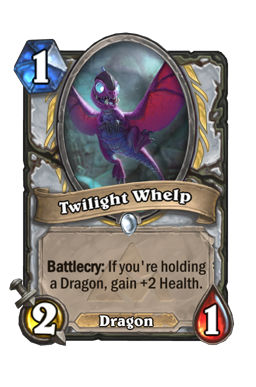 1
Twilight Whelp
Battlecry: If you're holding
a Dragon, gain +2 Health.
2
Dragon
1